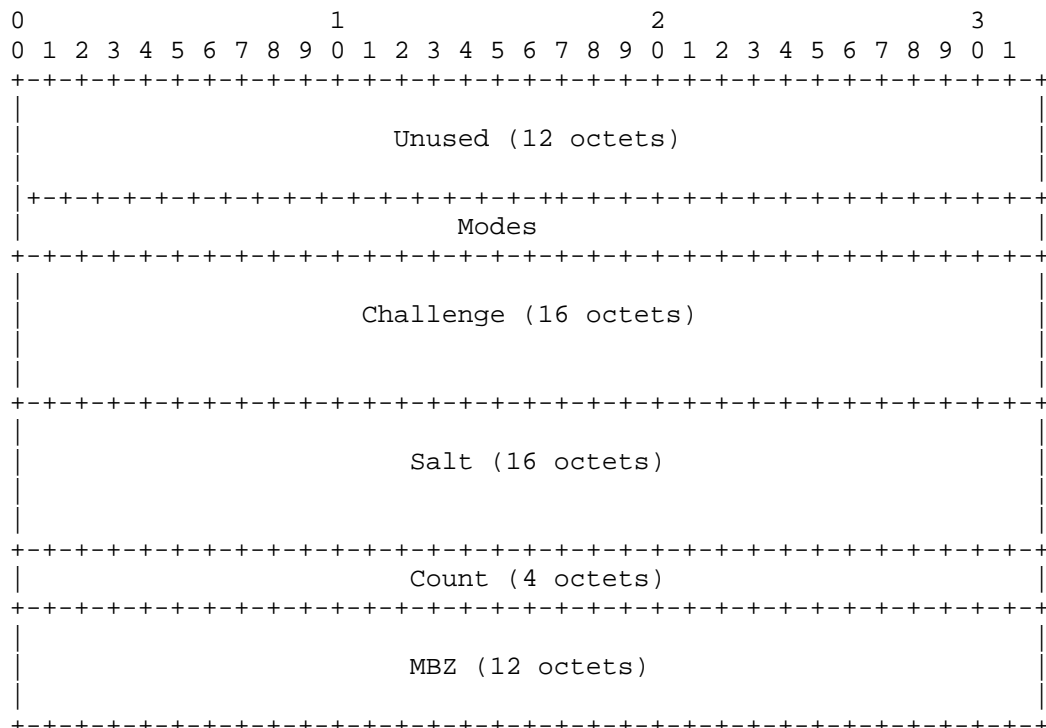 0                   1                   2                   3
0 1 2 3 4 5 6 7 8 9 0 1 2 3 4 5 6 7 8 9 0 1 2 3 4 5 6 7 8 9 0 1
+-+-+-+-+-+-+-+-+-+-+-+-+-+-+-+-+-+-+-+-+-+-+-+-+-+-+-+-+-+-+-+-+
|                                                               |
|                       Unused (12 octets)                      |
|                                                               |
|+-+-+-+-+-+-+-+-+-+-+-+-+-+-+-+-++-+-+-+-+-+-+-+-+-+-+-+-+-+-+-+
|                           Modes                               |
+-+-+-+-+-+-+-+-+-+-+-+-+-+-+-+-+-+-+-+-+-+-+-+-+-+-+-+-+-+-+-+-+
|                                                               |
|                     Challenge (16 octets)                     |
|                                                               |
|                                                               |
+-+-+-+-+-+-+-+-+-+-+-+-+-+-+-+-+-+-+-+-+-+-+-+-+-+-+-+-+-+-+-+-+
|                                                               |
|                        Salt (16 octets)                       |
|                                                               |
|                                                               |
+-+-+-+-+-+-+-+-+-+-+-+-+-+-+-+-+-+-+-+-+-+-+-+-+-+-+-+-+-+-+-+-+
|                        Count (4 octets)                       |
+-+-+-+-+-+-+-+-+-+-+-+-+-+-+-+-+-+-+-+-+-+-+-+-+-+-+-+-+-+-+-+-+
|                                                               |
|                        MBZ (12 octets)                        |
|                                                               |
+-+-+-+-+-+-+-+-+-+-+-+-+-+-+-+-+-+-+-+-+-+-+-+-+-+-+-+-+-+-+-+-+